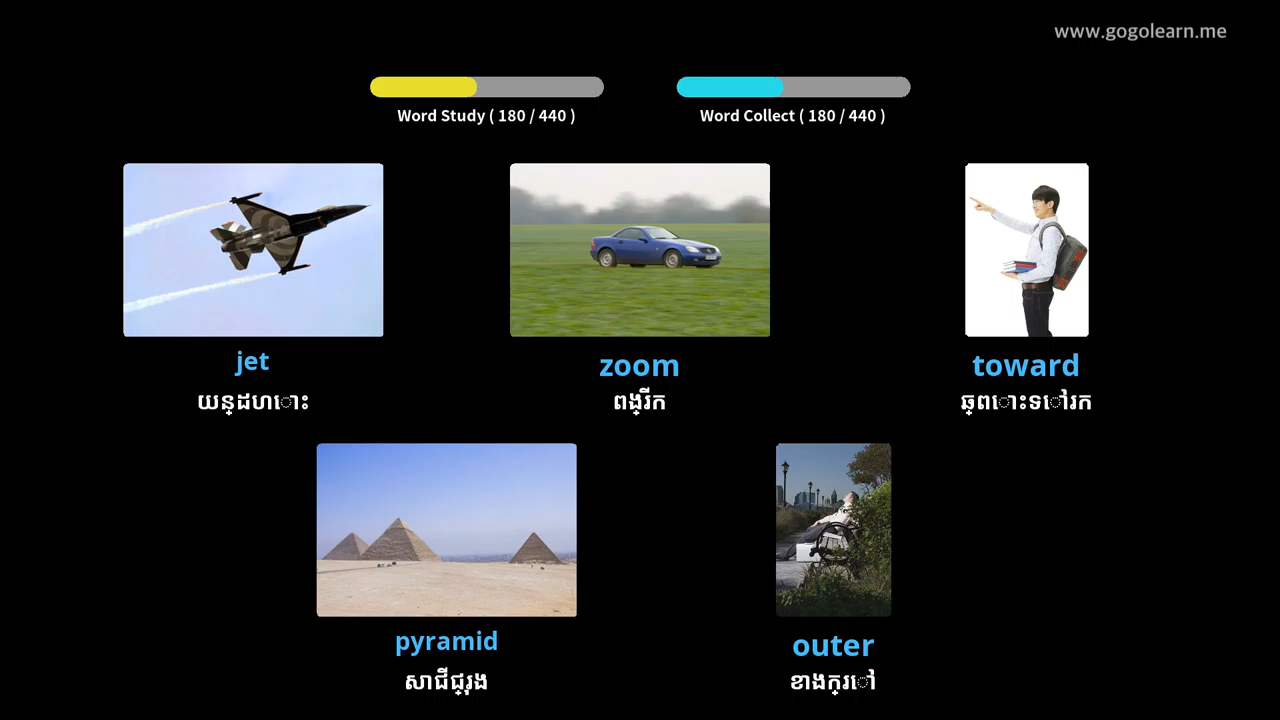 www.gogolearn.me
Word Study ( 180 / 440 )
Word Collect ( 180 / 440 )
jet
zoom
toward
យន្ដហោះ
ពង្រីក
ឆ្ពោះទៅរក
pyramid
outer
សាជីជ្រុង
ខាងក្រៅ